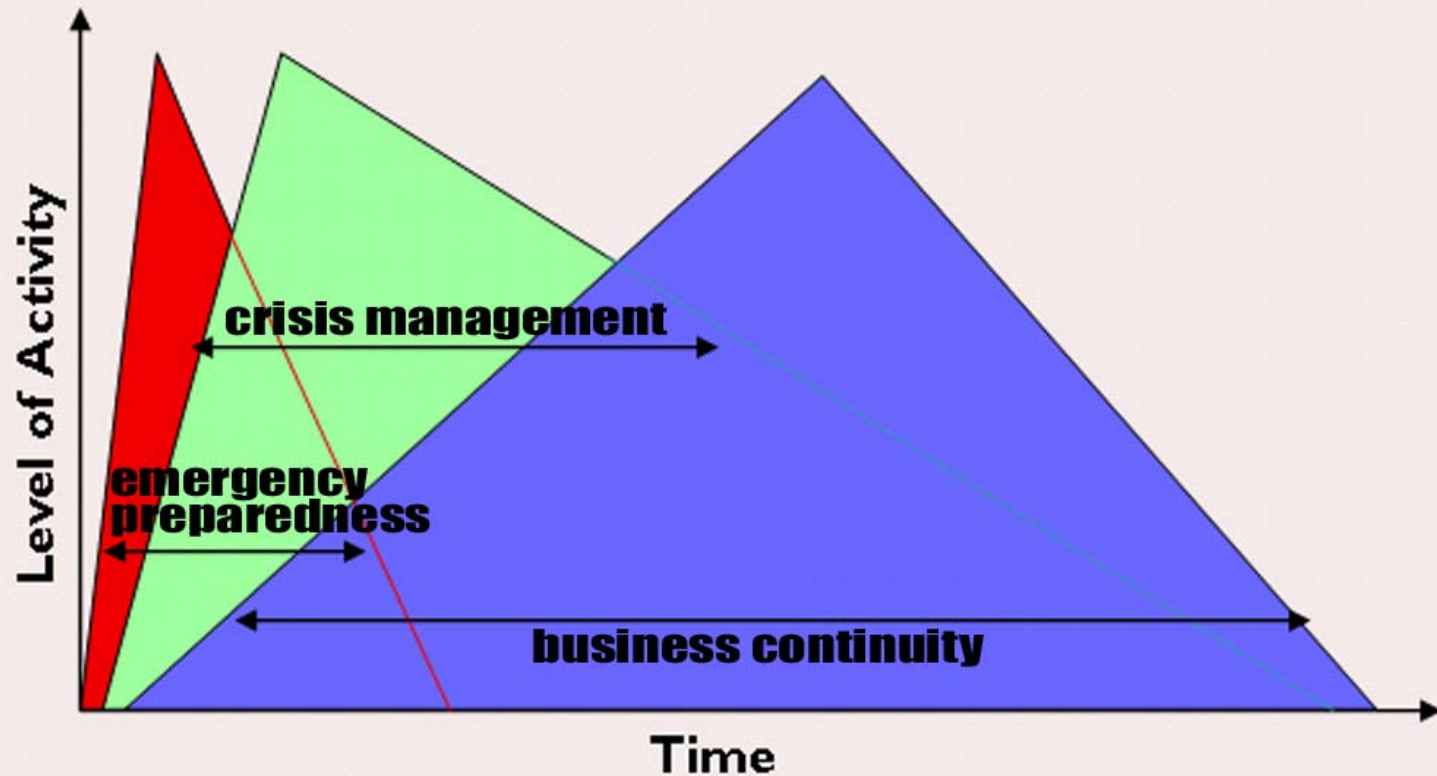 Level of Activity
crisis management
emergency
preparedness
business continuity
Time